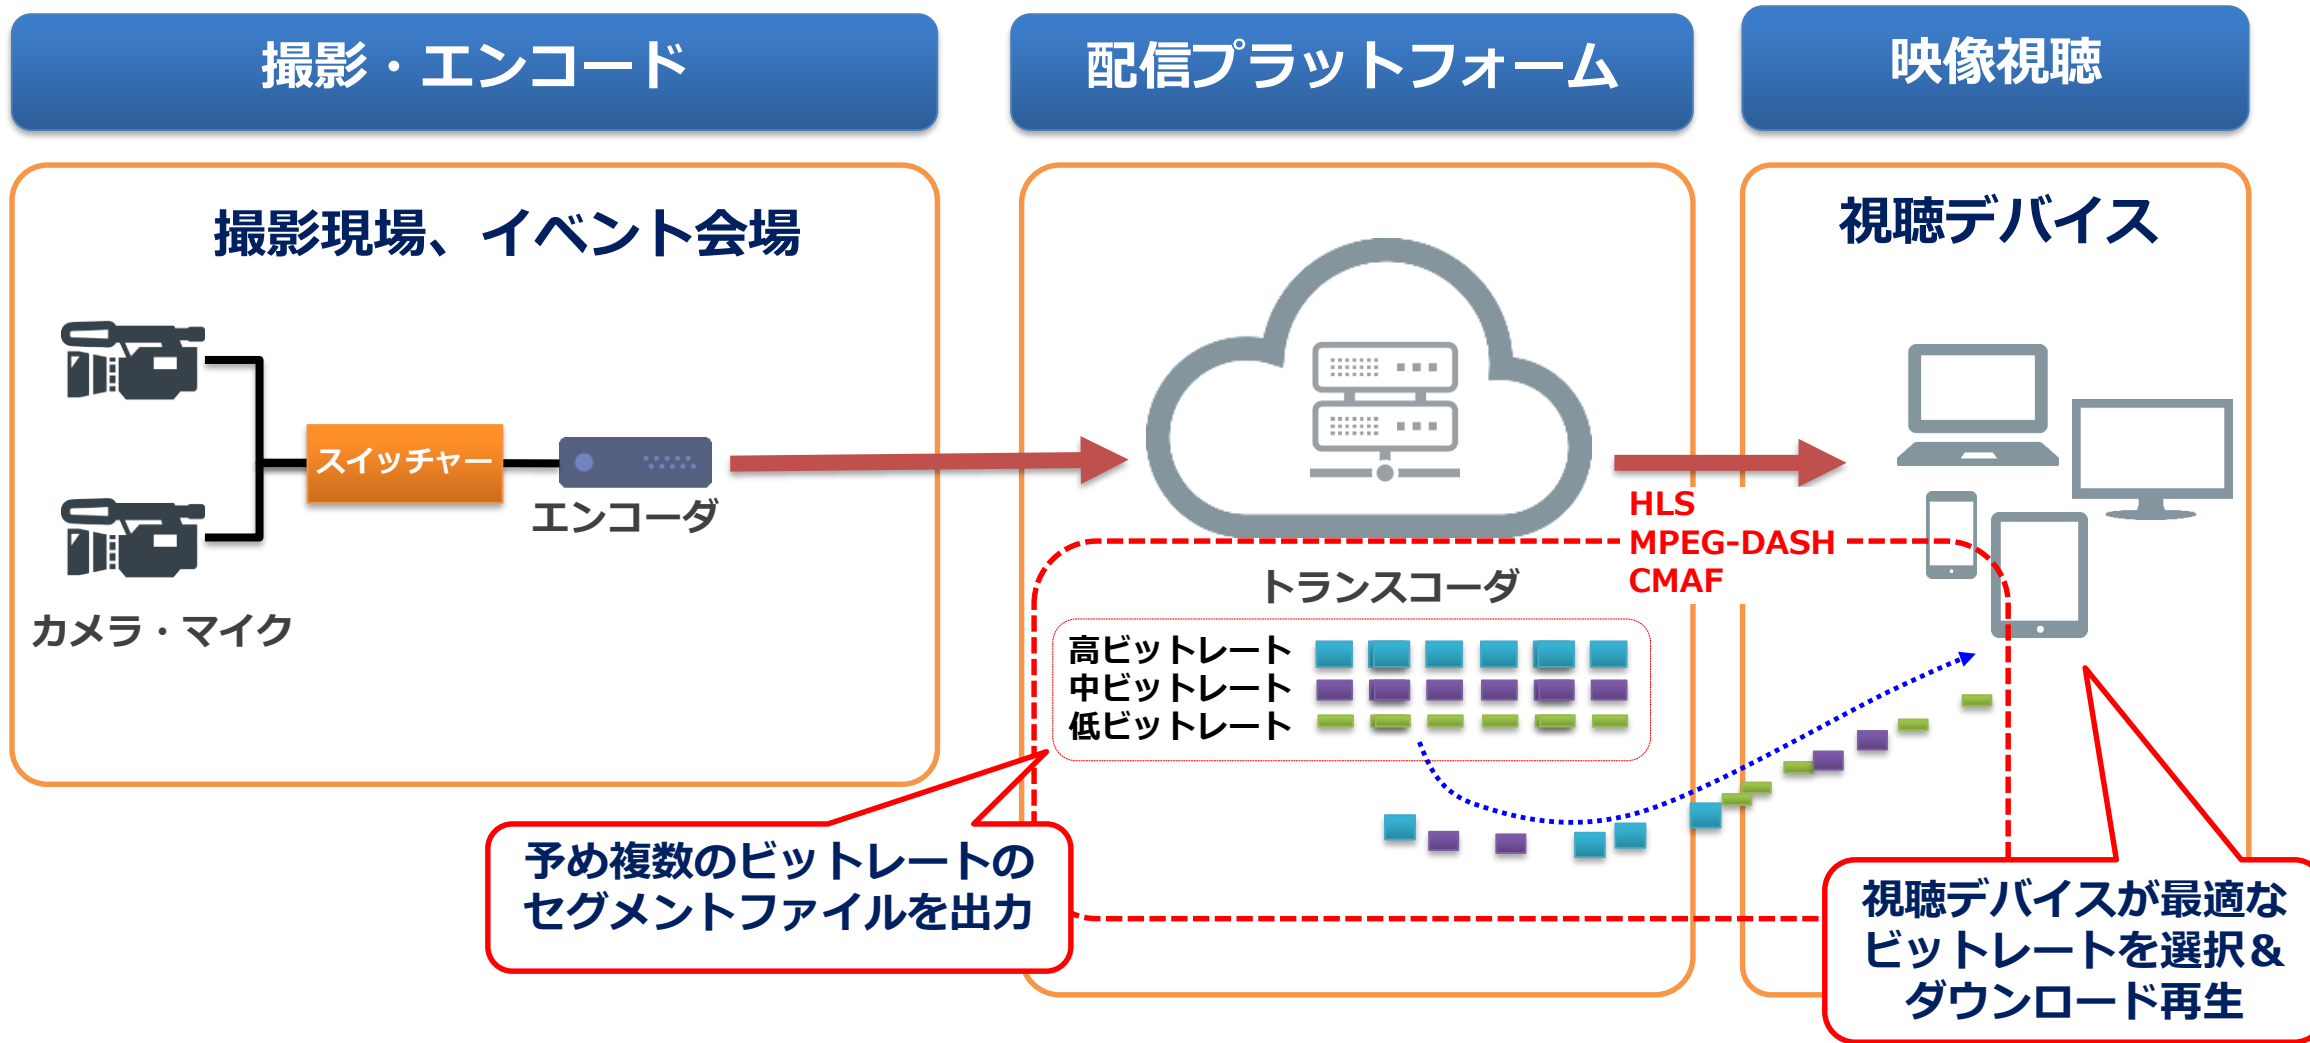 撮影・エンコード
配信プラットフォーム
映像視聴
撮影現場、イベント会場
視聴デバイス
スイッチャー
エンコーダ
カメラ・マイク
HLS
MPEG-DASH
CMAF
トランスコーダ
高ビットレート
中ビットレート
低ビットレート
予め複数のビットレートの
セグメントファイルを出力
視聴デバイスが最適な
ビットレートを選択＆
ダウンロード再生